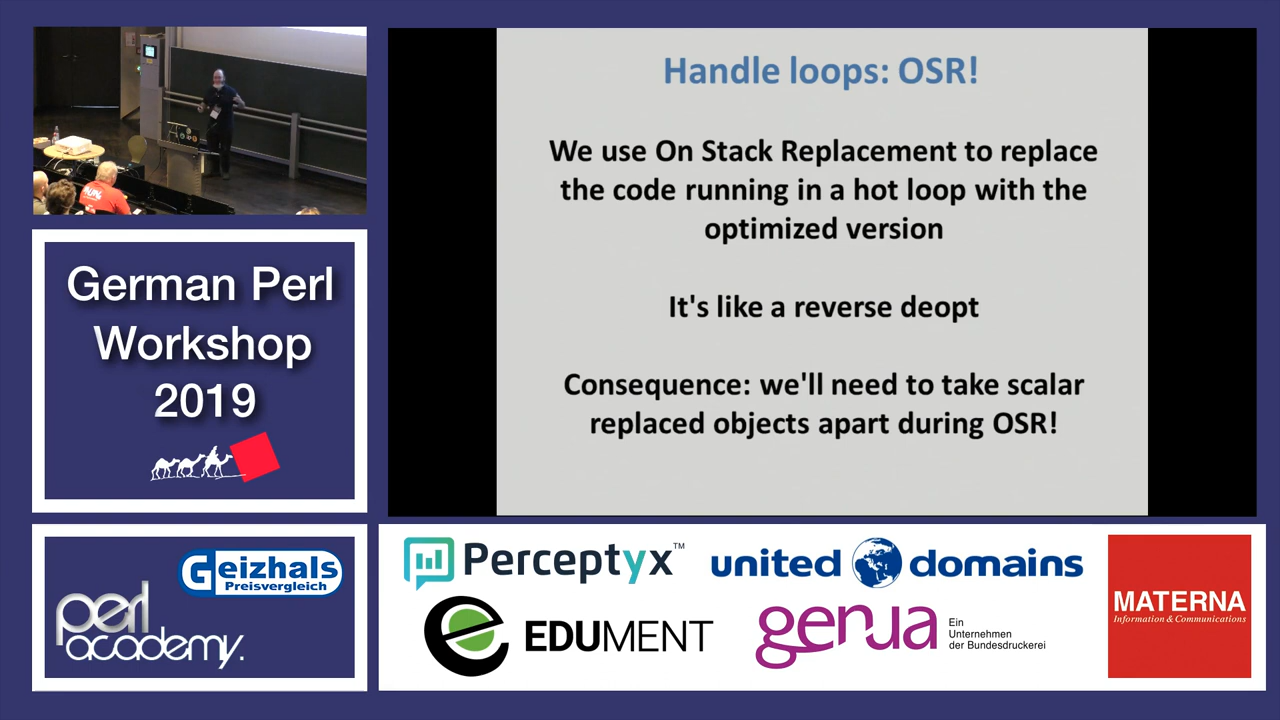 Handle loops: OSR!
We use On Stack Replacement to replace
the code running in a hot loop with the
optimized version
It's like a reverse deopt
Consequence: we'll need to take scalar
replaced objects apart during OSR!
German Perl
Workshop
2019
Geizhals
Preisvergleich
perl
academy.
Perceptyx™
united domains
EDUMENT
genua
Ein
Unternehmen
der Bundesdruckerei
MATERNA
Information & Communications